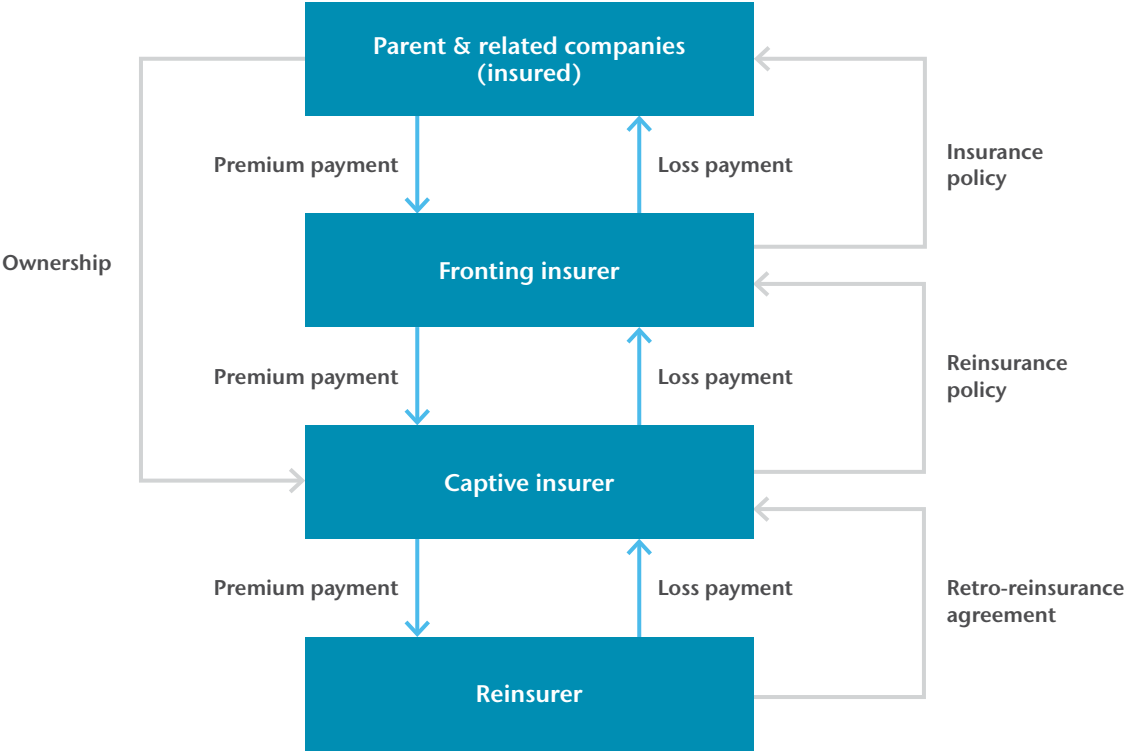 Parent & related companies
(insured)
Premium payment
Loss payment
Insurance
policy
Ownership
Fronting insurer
Premium payment
Loss payment
Reinsurance
policy
Captive insurer
Premium payment
Loss payment
Retro-reinsurance
agreement
Reinsurer